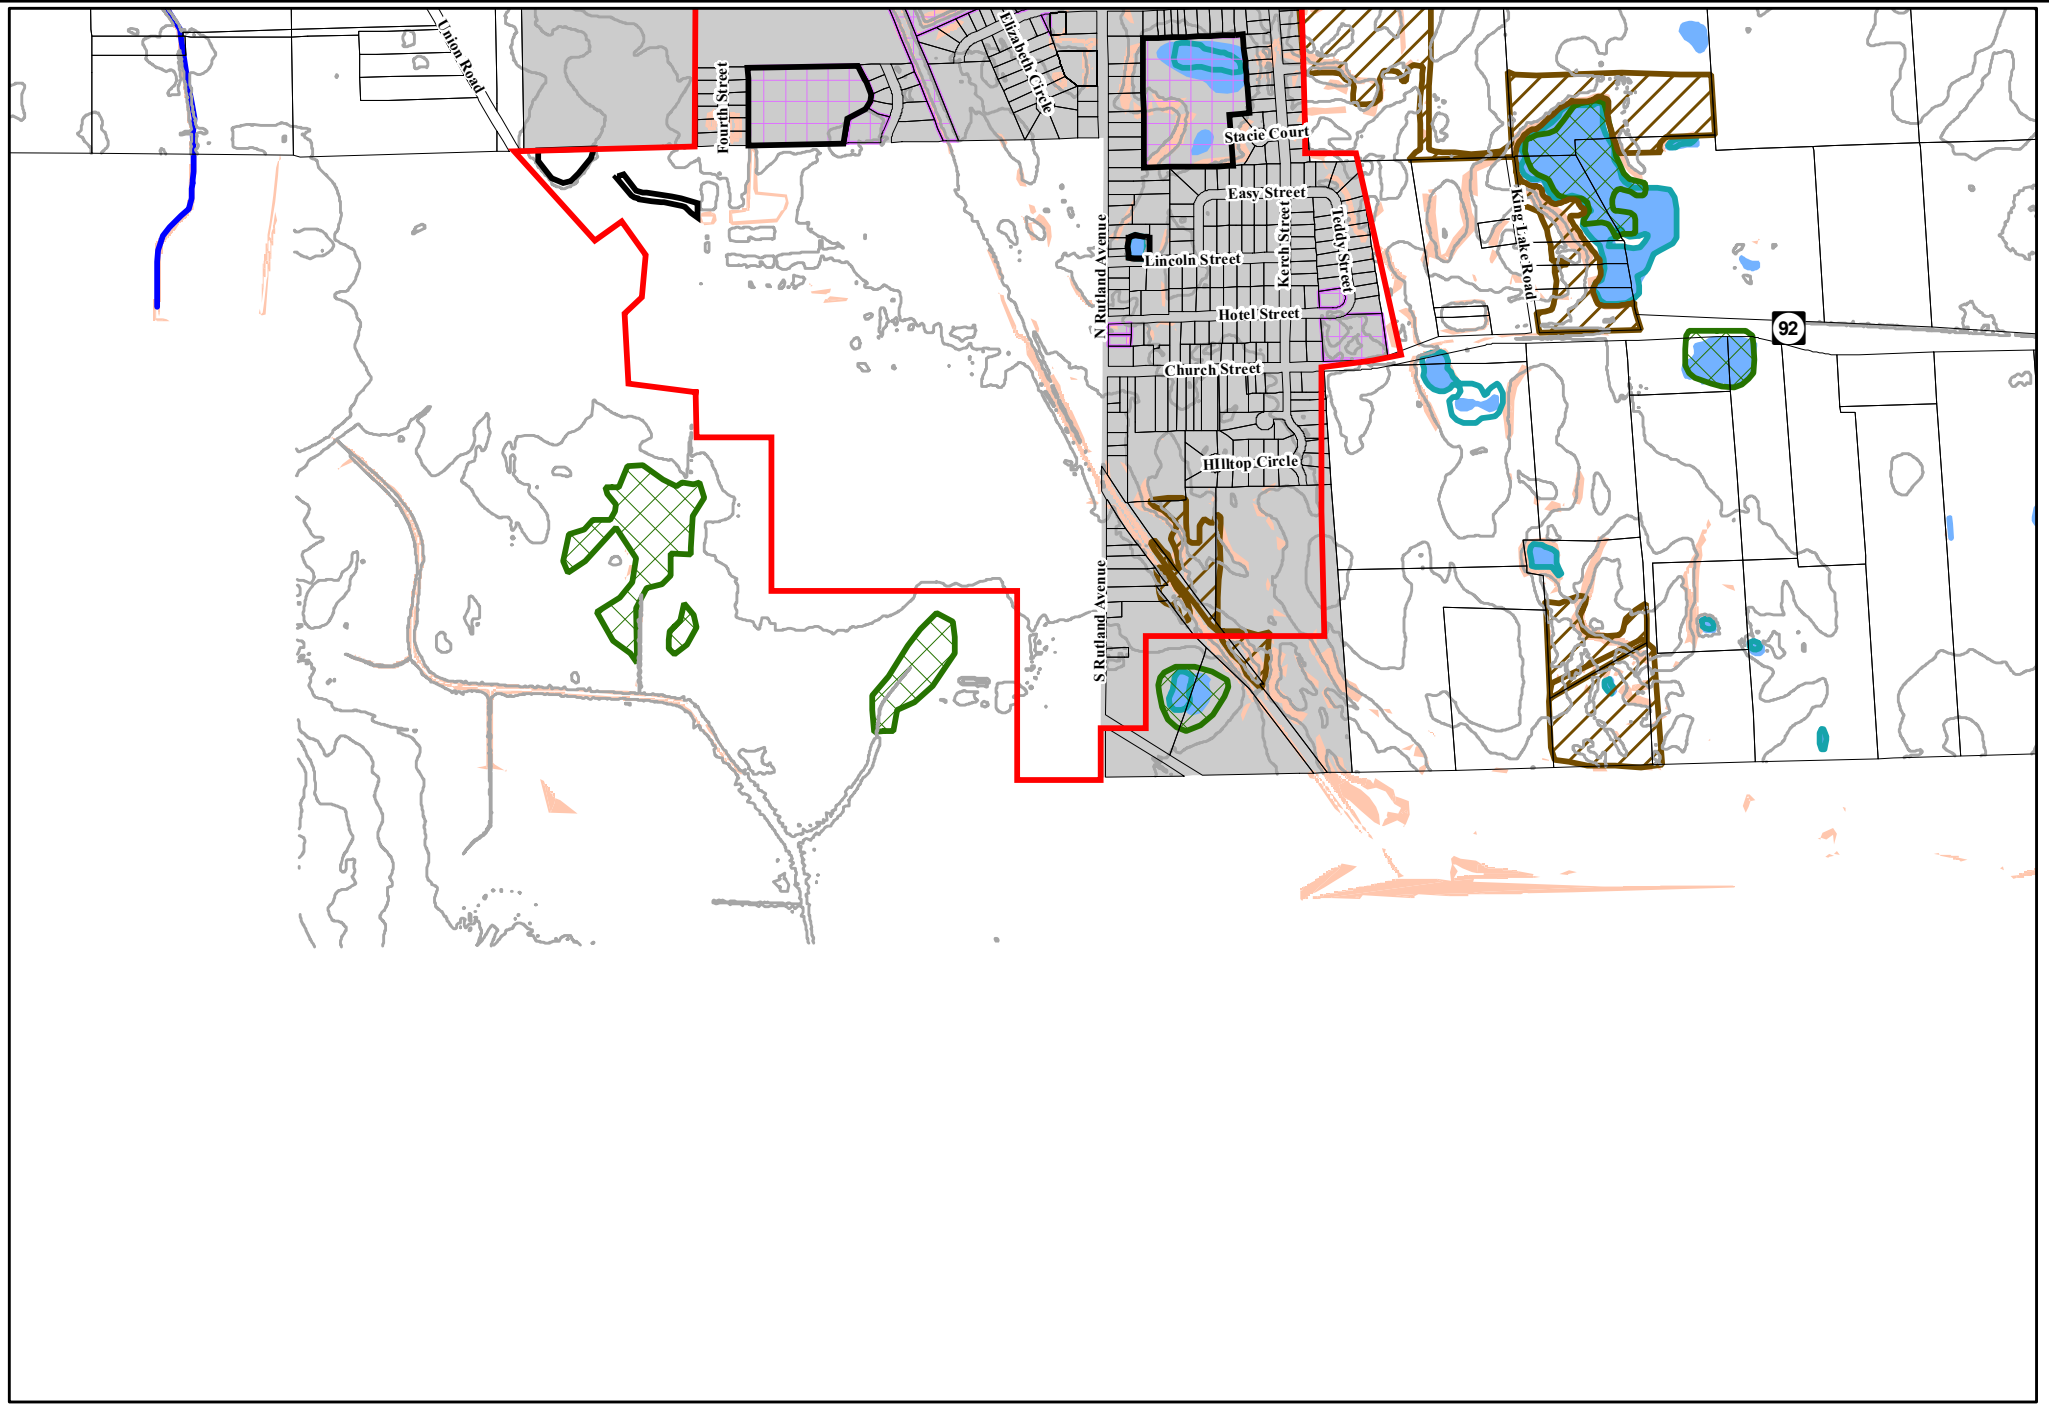 Union Road
Elizabeth Circle
Fourth Street
Stacie Court
Easy Street
King Lake Road
Teddy Street
Kerch Street
N Rutland Avenue
Lincoln Street
Hotel Street
92
Church Street
HIlltop Circle
S Rutland Avenue